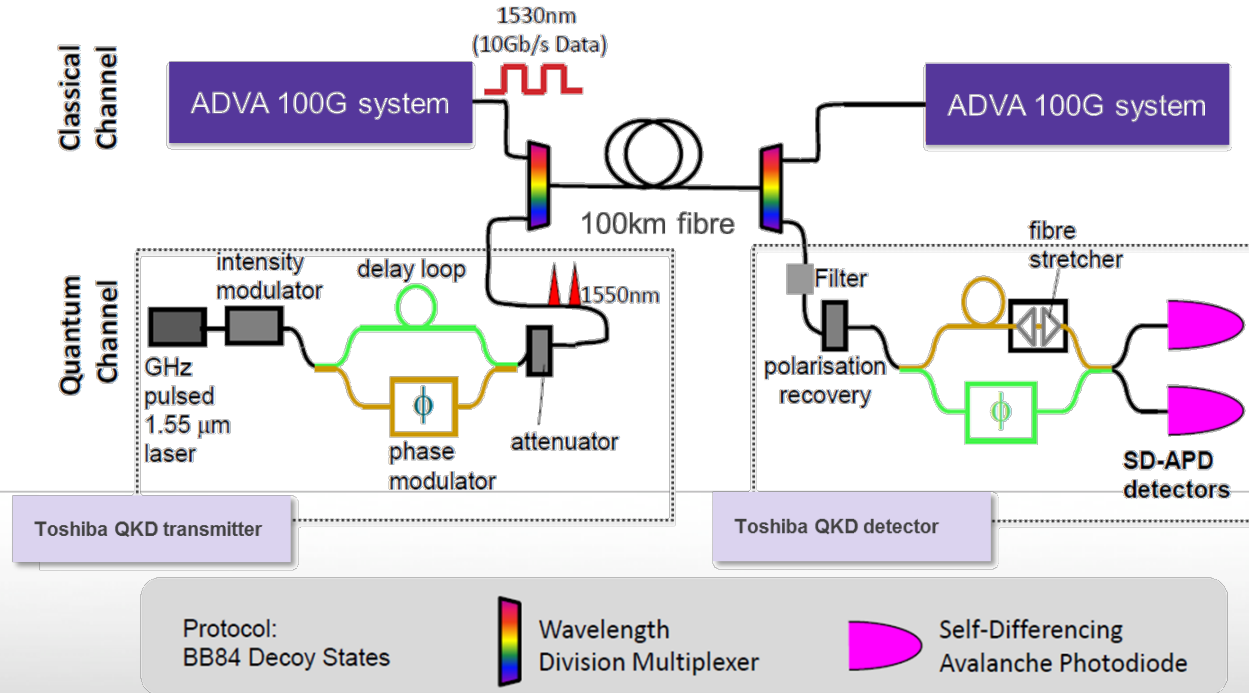 1530nm
(10Gb/s Data)
Classical
Channel
ADVA 100G system
ADVA 100G system
100km fibre
Quantum
Channel
intensity
modulator
delay loop
1550nm
GHz
pulsed
1.55 μm
laser
ϕ
phase
modulator
attenuator
Filter
fibre
stretcher
polarisation
recovery
ϕ
SD-APD
detectors
Toshiba QKD transmitter
Toshiba QKD detector
Protocol:
BB84 Decoy States
Wavelength
Division Multiplexer
Self-Differencing
Avalanche Photodiode